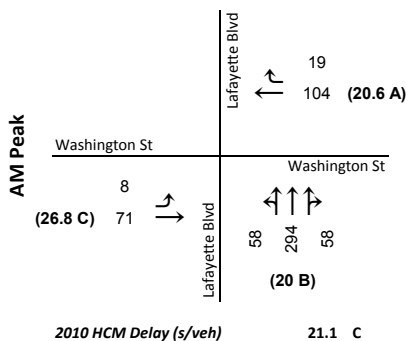 AM Peak
Lafayette Blvd
19
104 (20.6 A)
Washington St
Washington St
8
(26.8 C) 71
Lafayette Blvd
58 294 58
(20 B)
2010 HCM Delay (s/veh) 21.1 C